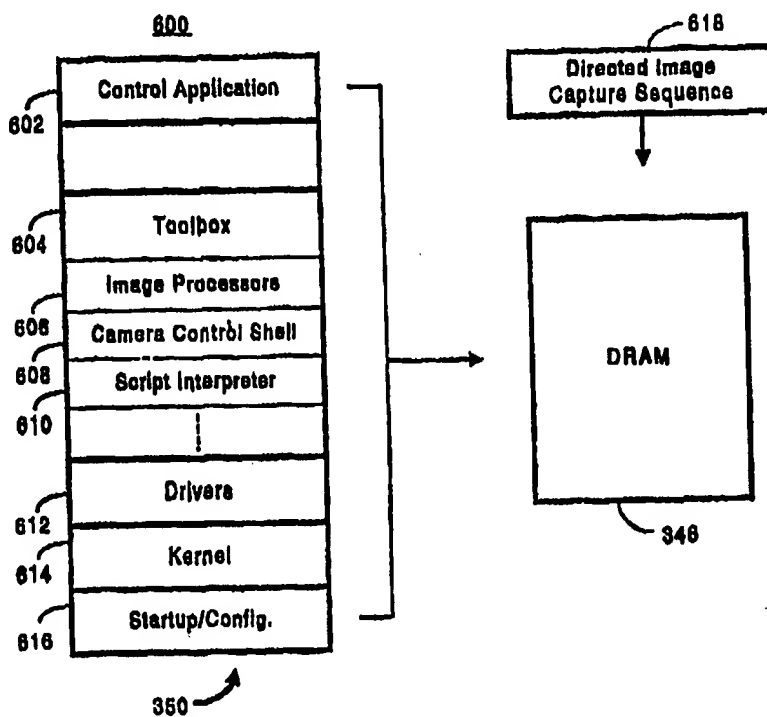 600
Control Application
602
Toolbox
604
Image Processors
606
Camera Control Shell
608
Script Interpreter
610
Drivers
612
Kernel
614
Startup/Config.
616
350
618
Directed Image
Capture Sequence
DRAM
346